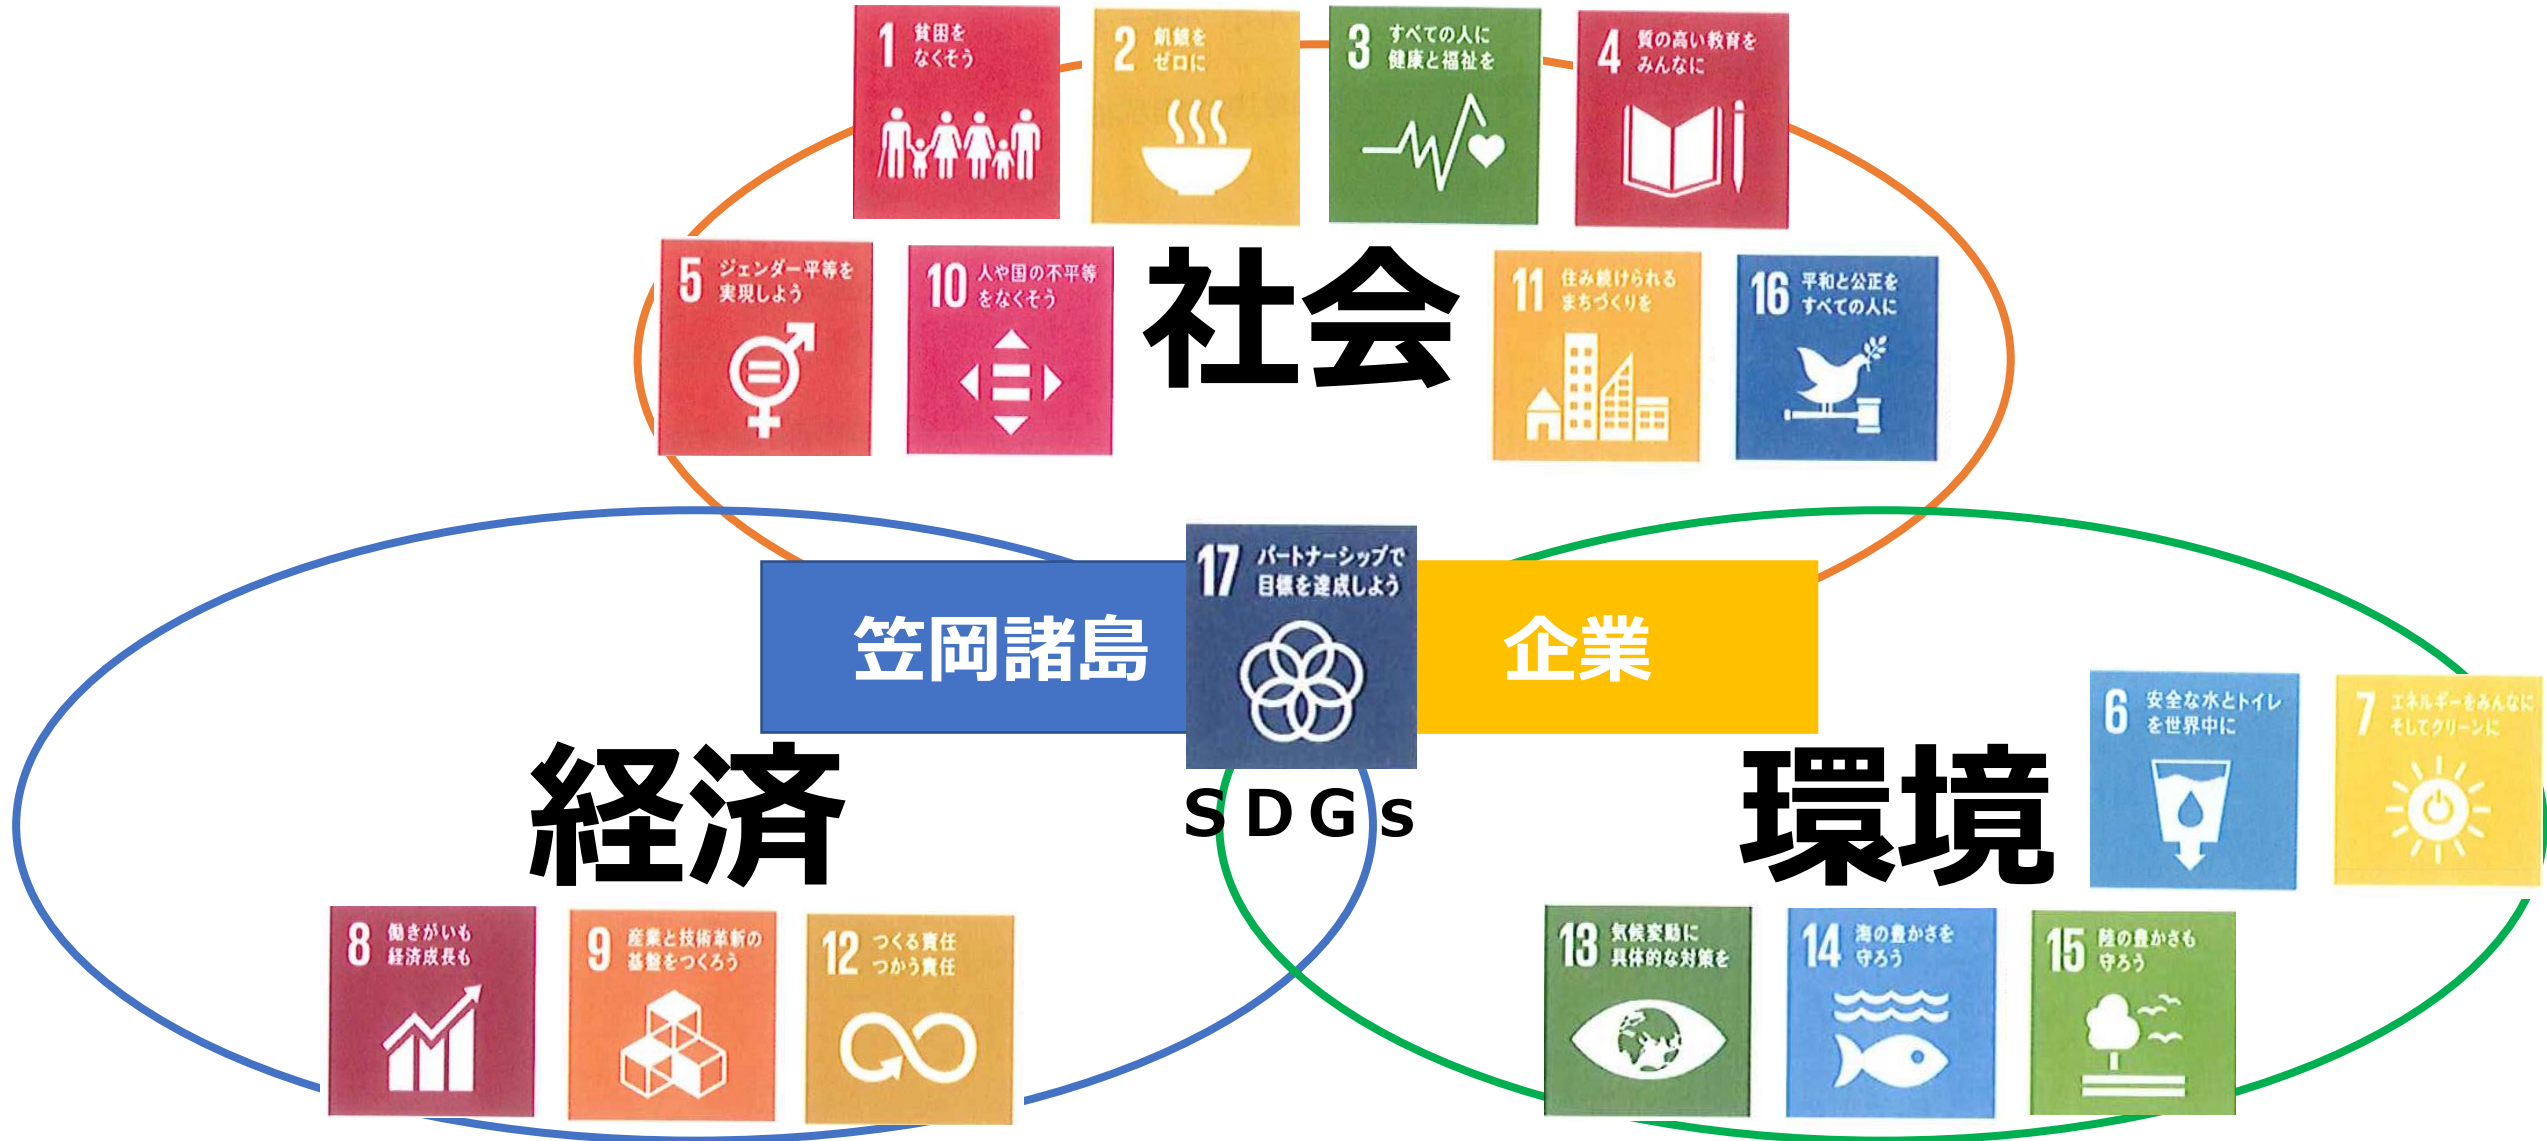 1 貧困を
なくそう
2 飢餓を
ゼロに
3 すべての人に
健康と福祉を
4 質の高い教育を
みんなに
5 ジェンダー平等を
実現しよう
10 人や国の不平等
をなくそう
社会
11 住み続けられる
まちづくりを
16 平和と公正を
すべての人に
笠岡諸島
17 パートナーシップで
目標を達成しよう
企業
SDGs
経済
8 働きがいも
経済成長も
9 産業と技術革新の
基盤をつくろう
12 つくる責任
つかう責任
環境
6 安全な水とトイレ
を世界中に
7 エネルギーをみんなに
そしてクリーンに
13 気候変動に
具体的な対策を
14 海の豊かさを
守ろう
15 陸の豊かさも
守ろう